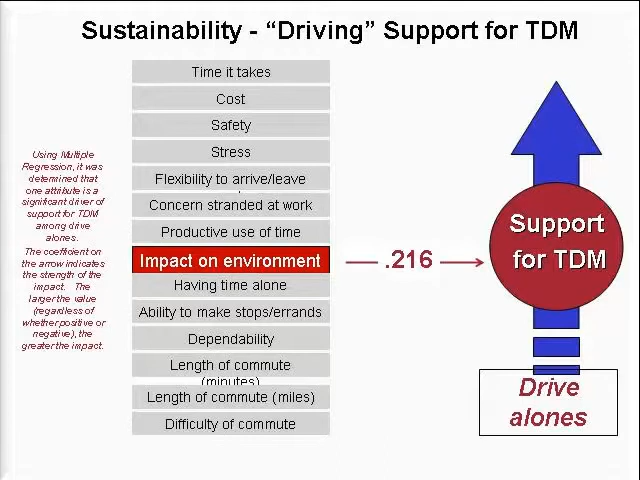 Sustainability - “Driving” Support for TDM
Time it takes
Cost
Safety
Stress
Flexibility to arrive/leave
Concern stranded at work
Productive use of time
Impact on environment
Having time alone
Ability to make stops/errands
Dependability
Length of commute
(minutes)
Length of commute (miles)
Difficulty of commute
Using Multiple
Regression, it was
determined that
one attribute is a
significant driver of
support for TDM
among drive
alones.
The coefficient on
the arrow indicates
the strength of the
impact. The
larger the value
(regardless of
whether positive or
negative), the
greater the impact.
.216
Support
for TDM
Drive
alones